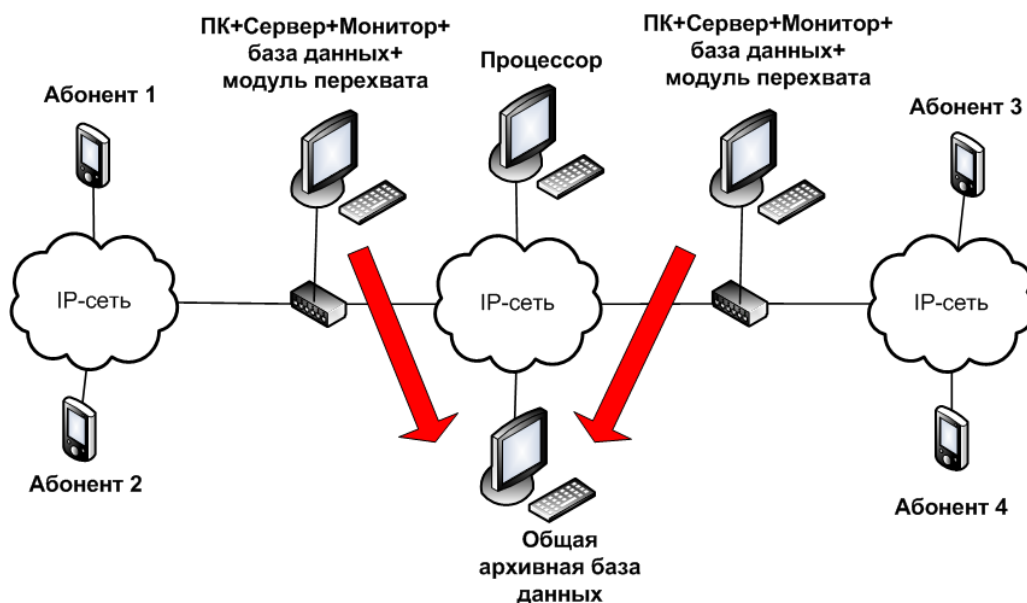 ПК+Сервер+Монитор+
база данных+
модуль перехвата
Процессор
ПК+Сервер+Монитор+
база данных+
модуль перехвата
Абонент 1
Абонент 3
IP-сеть
IP-сеть
IP-сеть
Абонент 2
Абонент 4
Общая
архивная база
данных